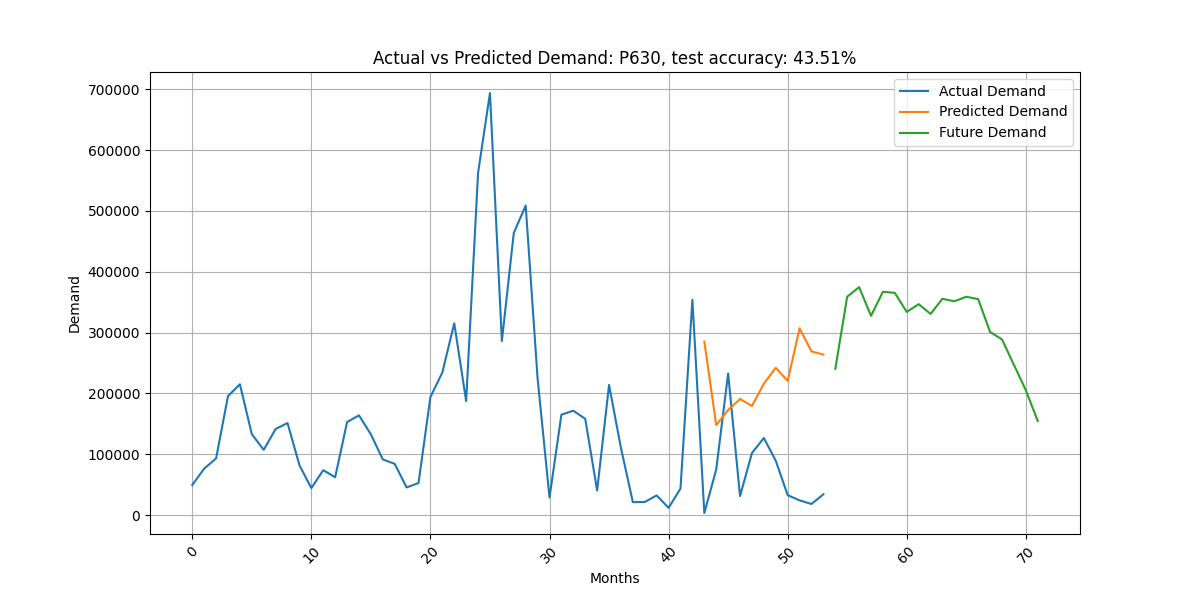 Actual vs Predicted Demand: P630, test accuracy: 43.51%
Actual Demand
Predicted Demand
Future Demand
700000
600000
500000
400000
300000
200000
100000
0
Demand
0
10
20
30
40
50
60
70
Months